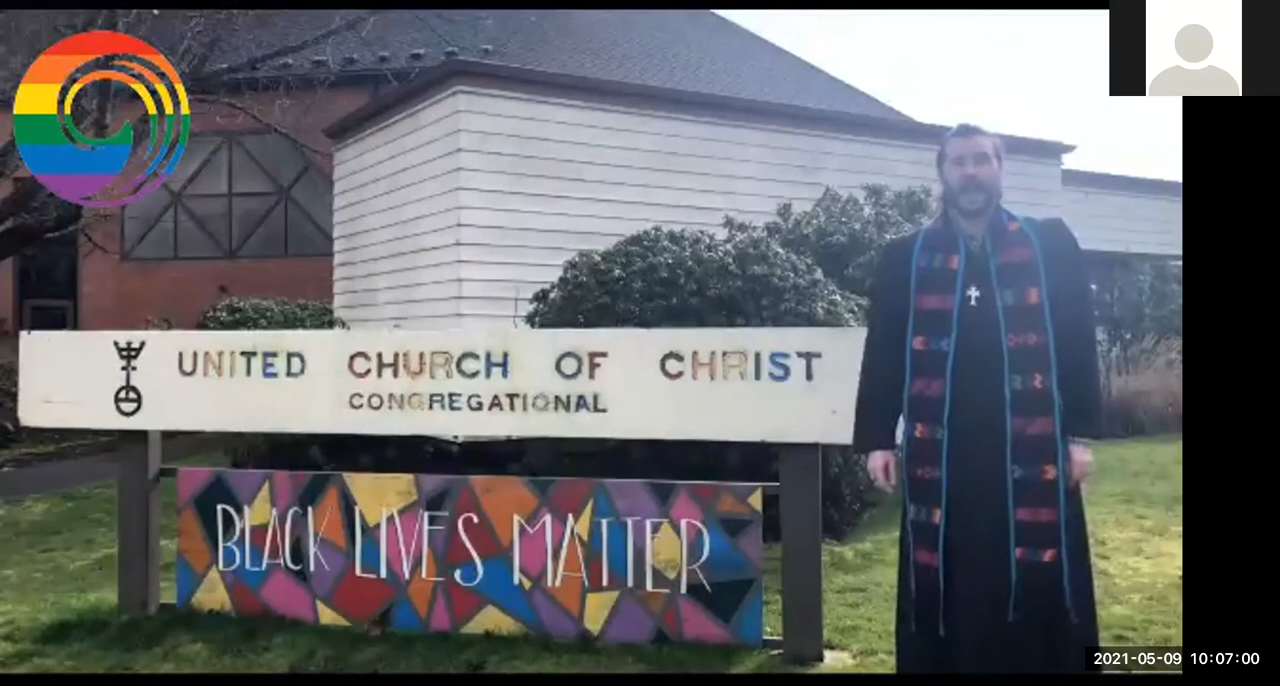 UNITED CHURCH OF CHRIST
CONGREGATIONAL
BLACK LIVES MATTER
2021-05-09 10:07:00